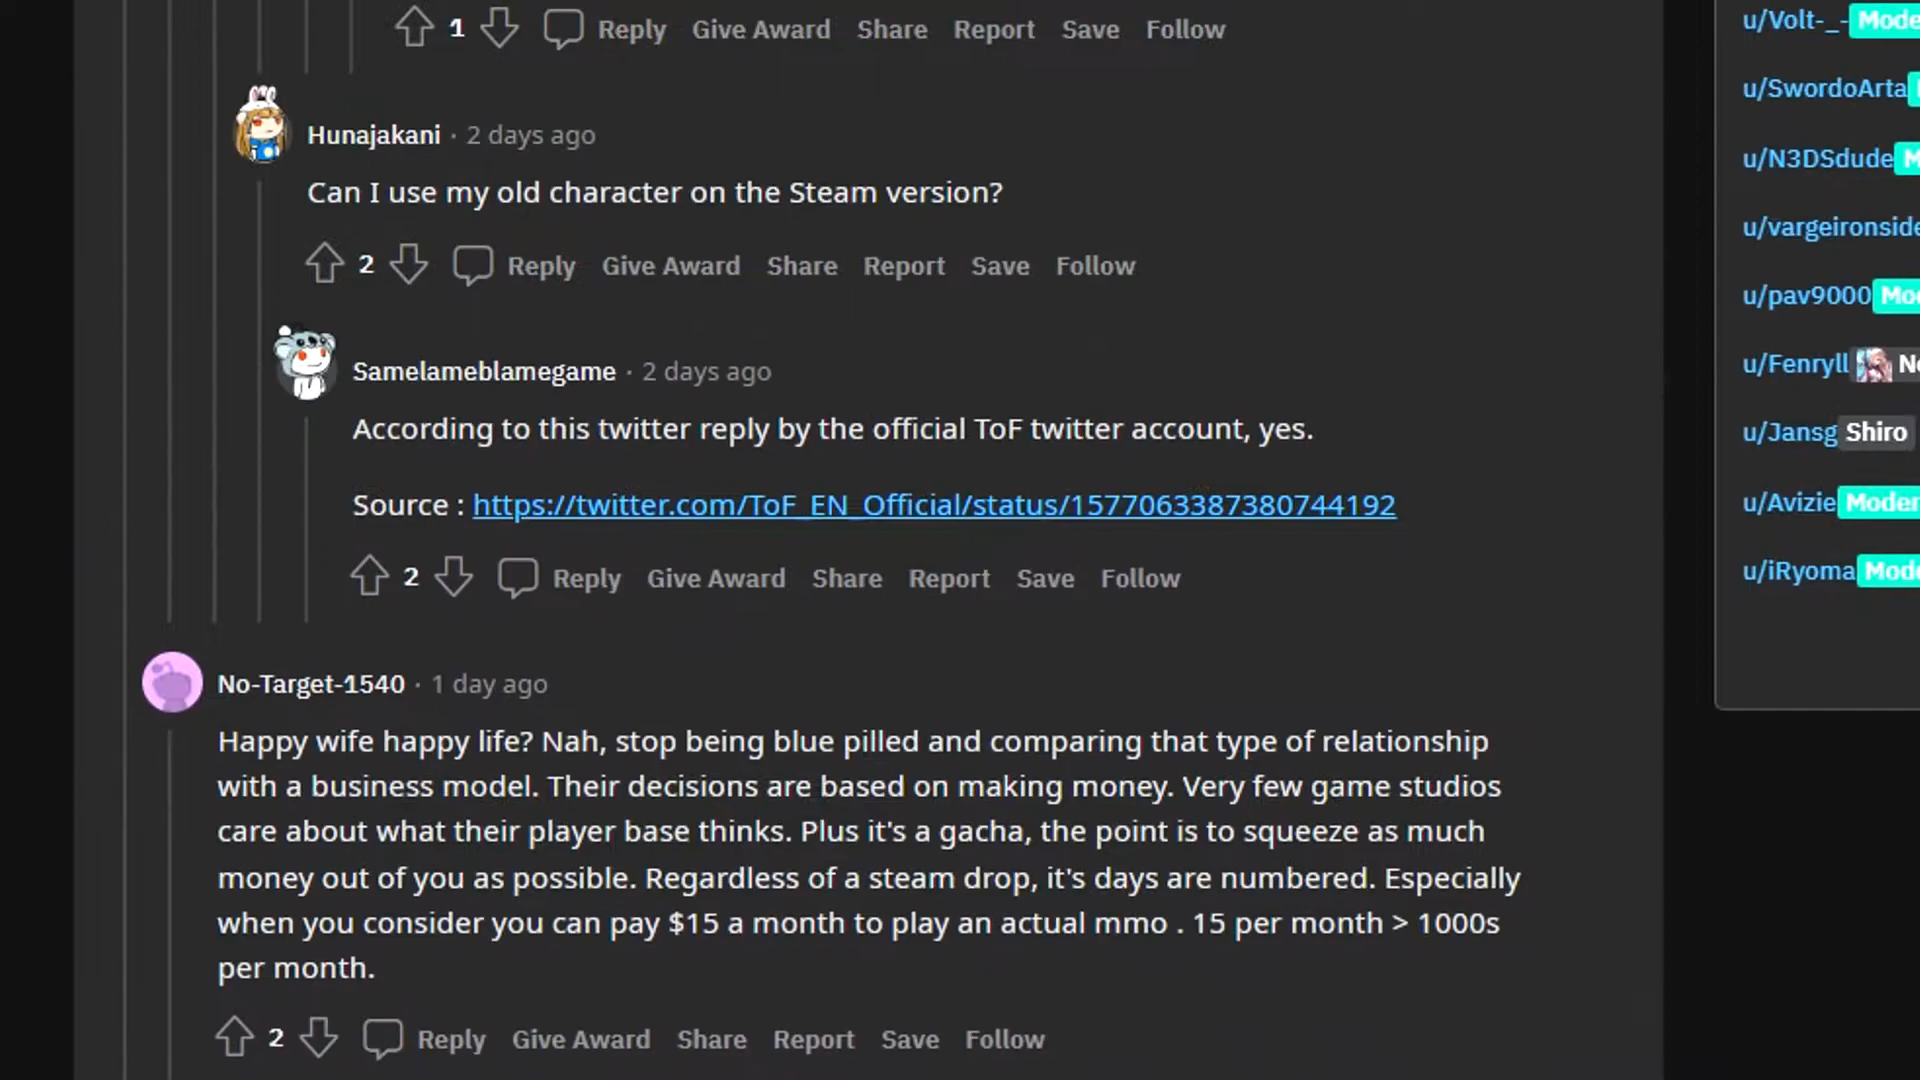 1 Reply Give Award Share Report Save Follow
Hunajakani · 2 days ago
Can I use my old character on the Steam version?
2 Reply Give Award Share Report Save Follow
Samelameblamegame · 2 days ago
According to this twitter reply by the official ToF twitter account, yes.
Source : https://twitter.com/ToF_EN_Official/status/1577063387380744192
2 Reply Give Award Share Report Save Follow
No-Target-1540 · 1 day ago
Happy wife happy life? Nah, stop being blue pilled and comparing that type of relationship
with a business model. Their decisions are based on making money. Very few game studios
care about what their player base thinks. Plus it's a gacha, the point is to squeeze as much
money out of you as possible. Regardless of a steam drop, it's days are numbered. Especially
when you consider you can pay $15 a month to play an actual mmo . 15 per month > 1000s
per month.
2 Reply Give Award Share Report Save Follow
u/Volt-_- Mode
u/SwordoArta
u/N3DSdude M
u/vargeironside
u/pav9000 Mod
u/Fenryll Ne
u/Jansg Shiro
u/Avizie Moder
u/iRyoma Mode